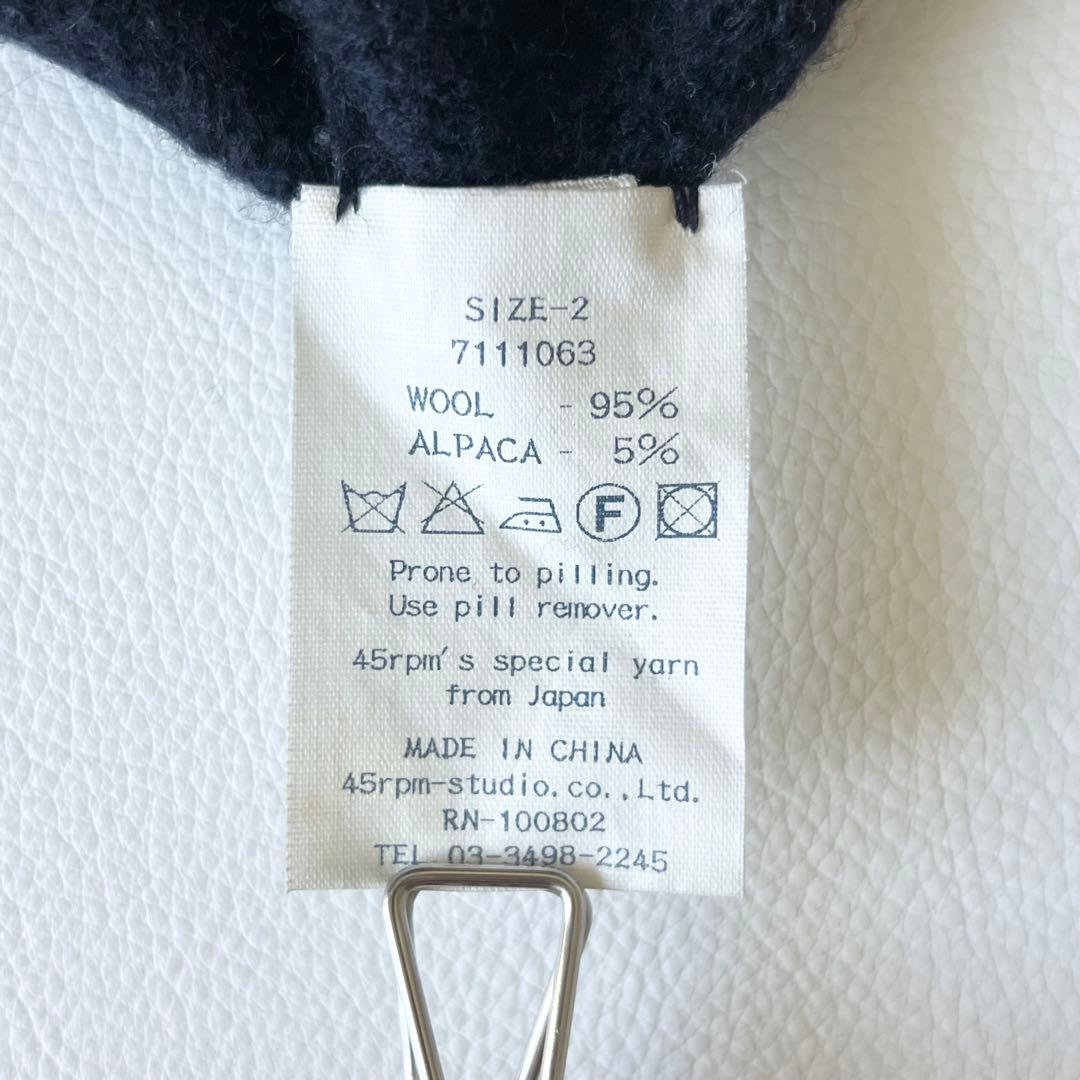 SIZE-2
7111063
WOOL - 95%
ALPACA - 5%
F
Prone to pilling.
Use pill remover.
45rpm's special yarn
from Japan
MADE IN CHINA
45rpm-studio.co.,Ltd.
RN-100802
TEL 03-3498-2245